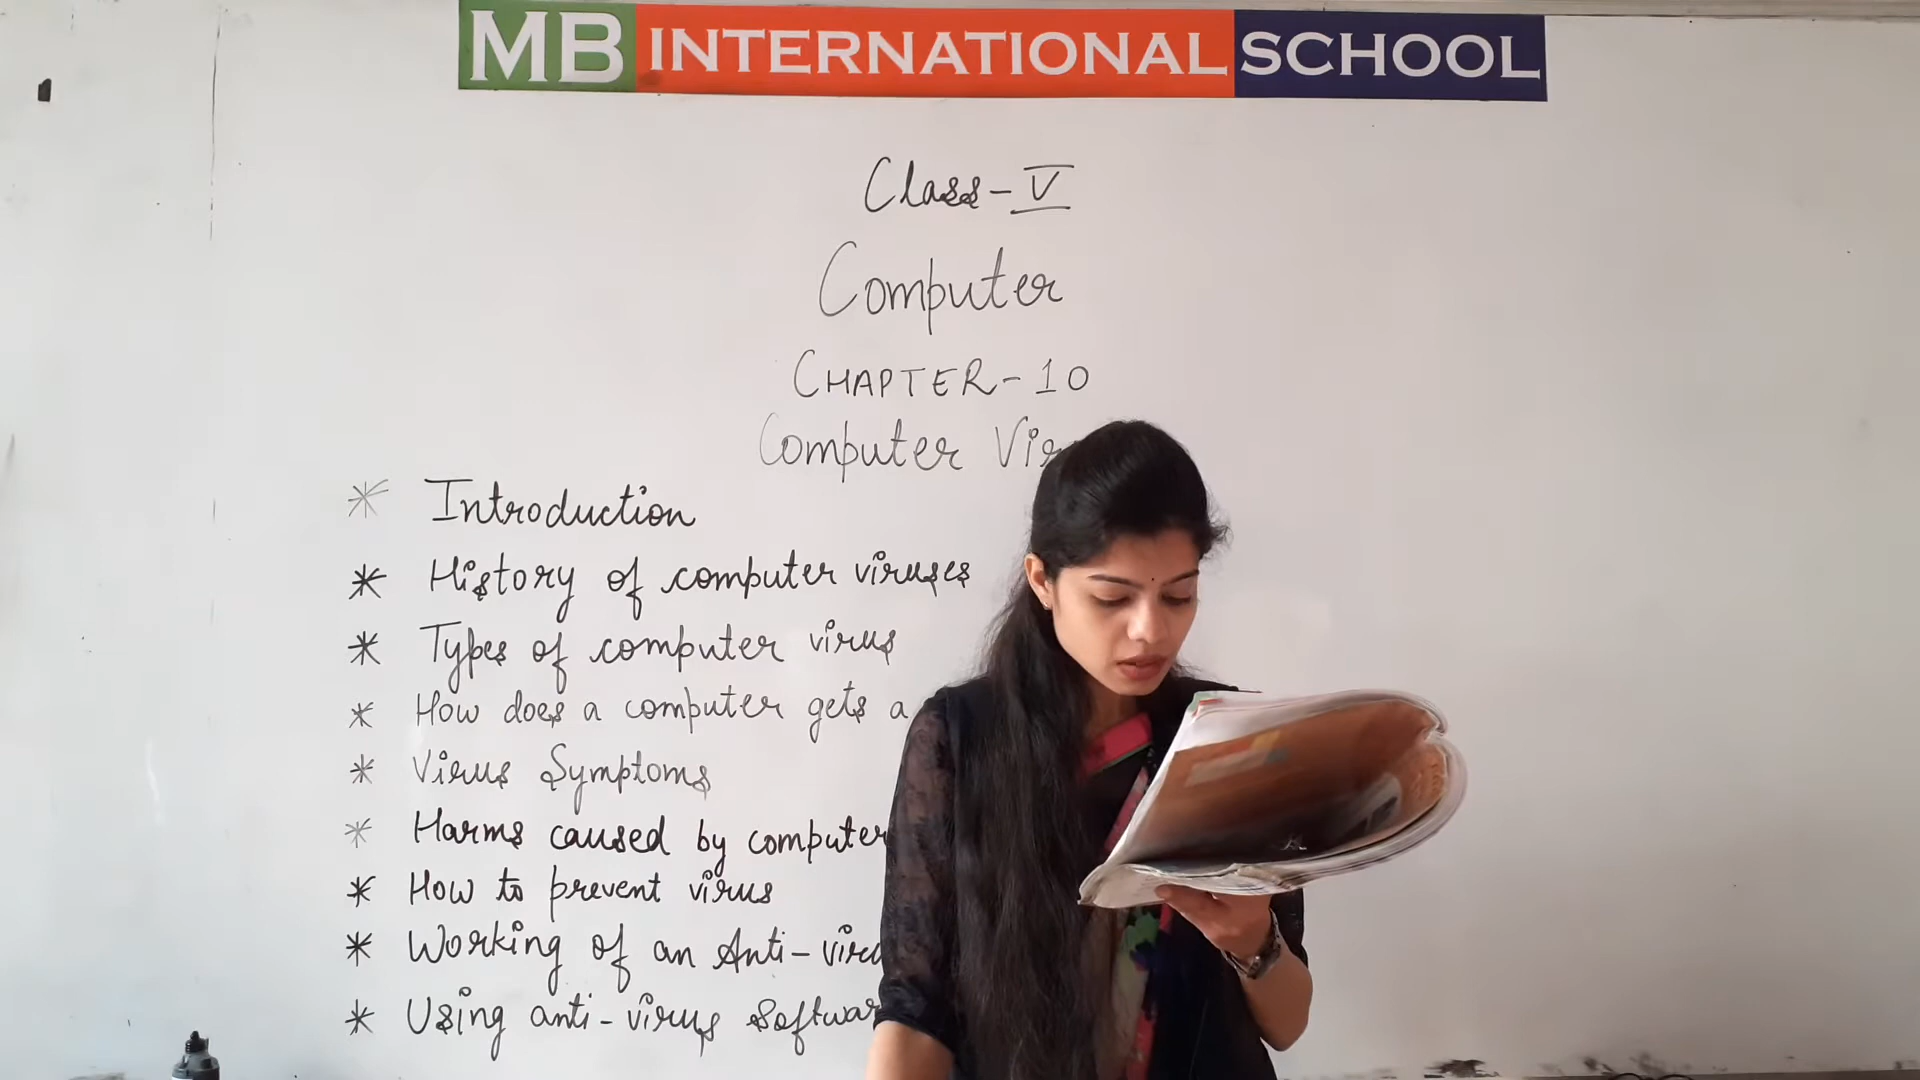 MB INTERNATIONAL SCHOOL
Class - V
Computer
CHAPTER - 10
Computer
* Introduction
* History of computer viruses
* Types of computer virus
* How does a computer gets a
* Virus Symptoms
* Harms caused by computer
* How to prevent virus
* Working of an Anti-
* Using anti-virus